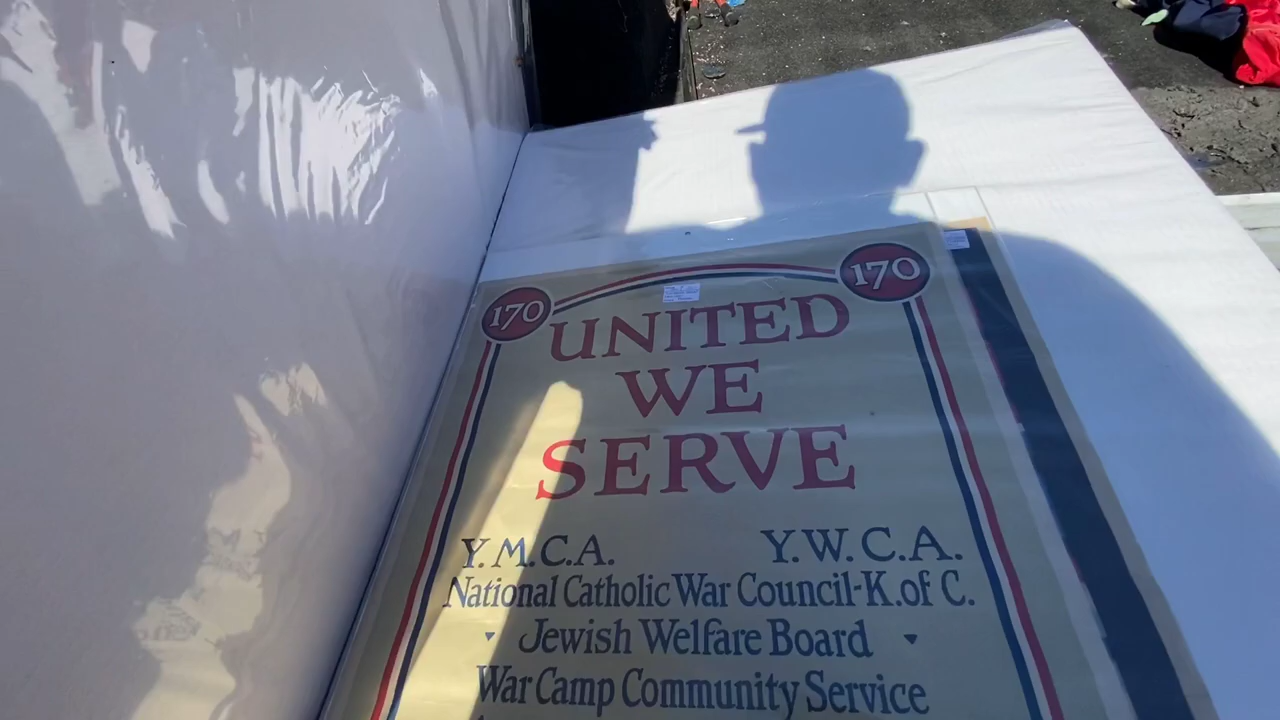 170 170
UNITED
WE
SERVE
Y.M.C.A. Y.W.C.A.
National Catholic War Council-K.of C.
Jewish Welfare Board
War Camp Community Service